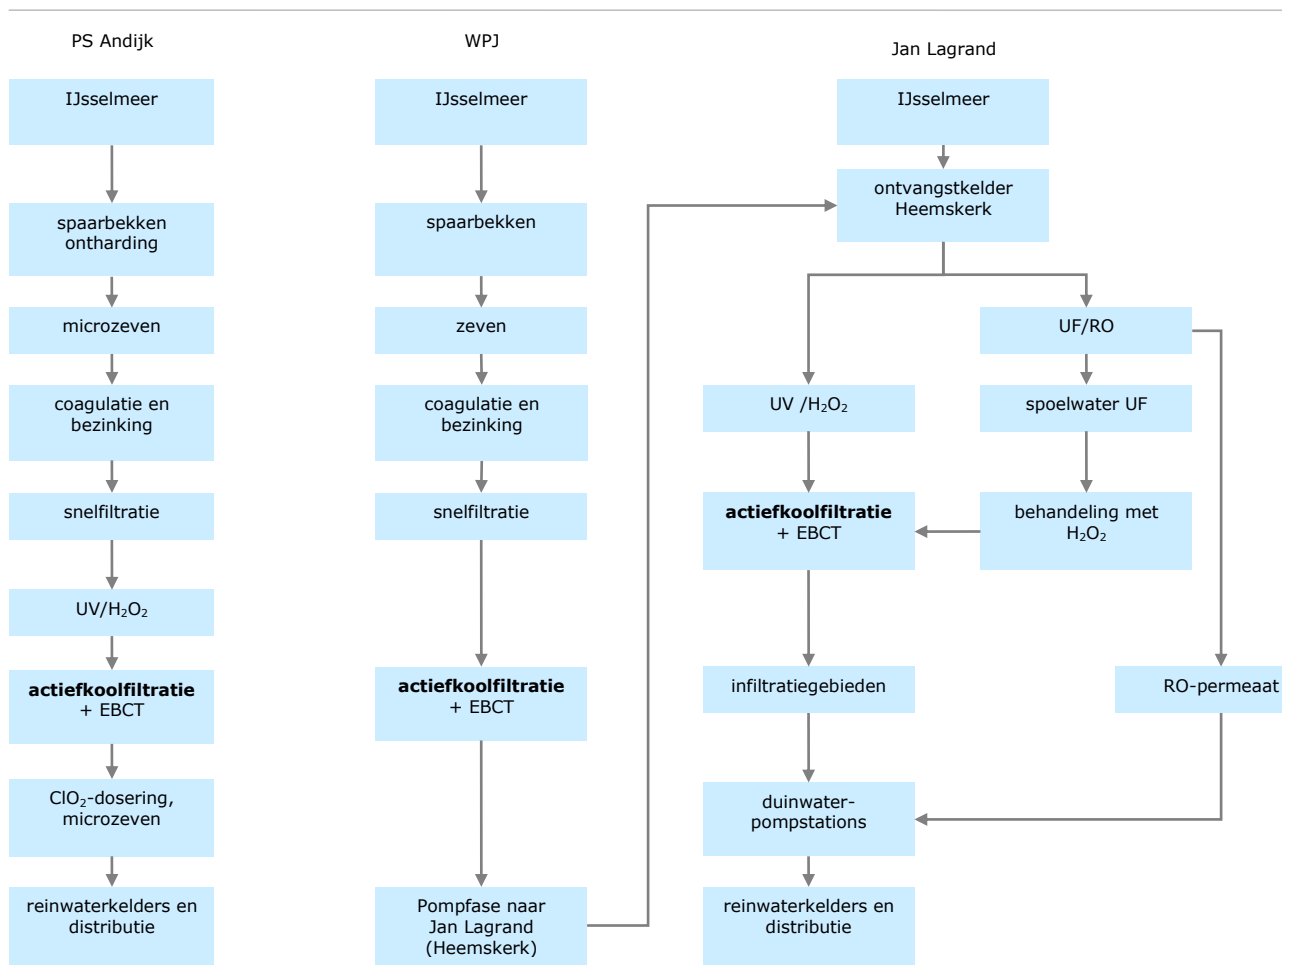 PS Andijk
IJsselmeer
spaarbekken
ontharding
microzeven
coagulatie en
bezinking
snelfiltratie
UV/H₂O₂
actiefkoolfiltratie
+ EBCT
ClO₂-dosering,
microzeven
reinwaterkelders en
distributie
WPJ
IJsselmeer
spaarbekken
zeven
coagulatie en
bezinking
snelfiltratie
actiefkoolfiltratie
+ EBCT
Pompfase naar
Jan Lagrand
(Heemskerk)
Jan Lagrand
IJsselmeer
ontvangstkelder
Heemskerk
UF/RO
UV /H₂O₂
spoelwater UF
actiefkoolfiltratie
+ EBCT
behandeling met
H₂O₂
infiltratiegebieden
RO-permeaat
duinwater-
pompstations
reinwaterkelders en
distributie